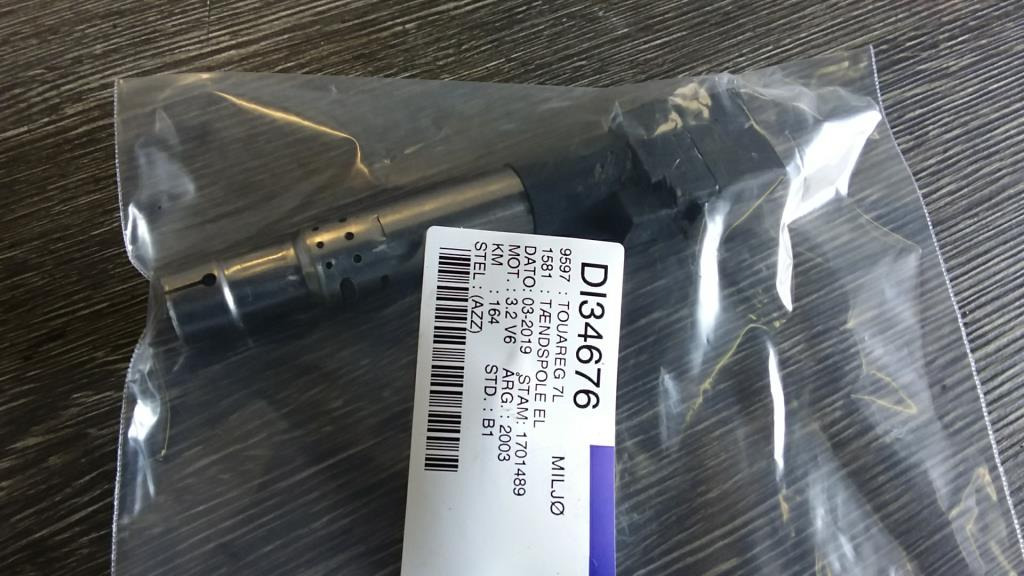 DI34676
9597 : TOUAREG 7L MILJØ
1581 : TÆNDSPOLE EL
DATO: 03-2019 STAM: 1701489
MOT. : 3.2 V6 ÅRG. : 2003
KM : 164 STD. : B1
STEL : (AZZ)